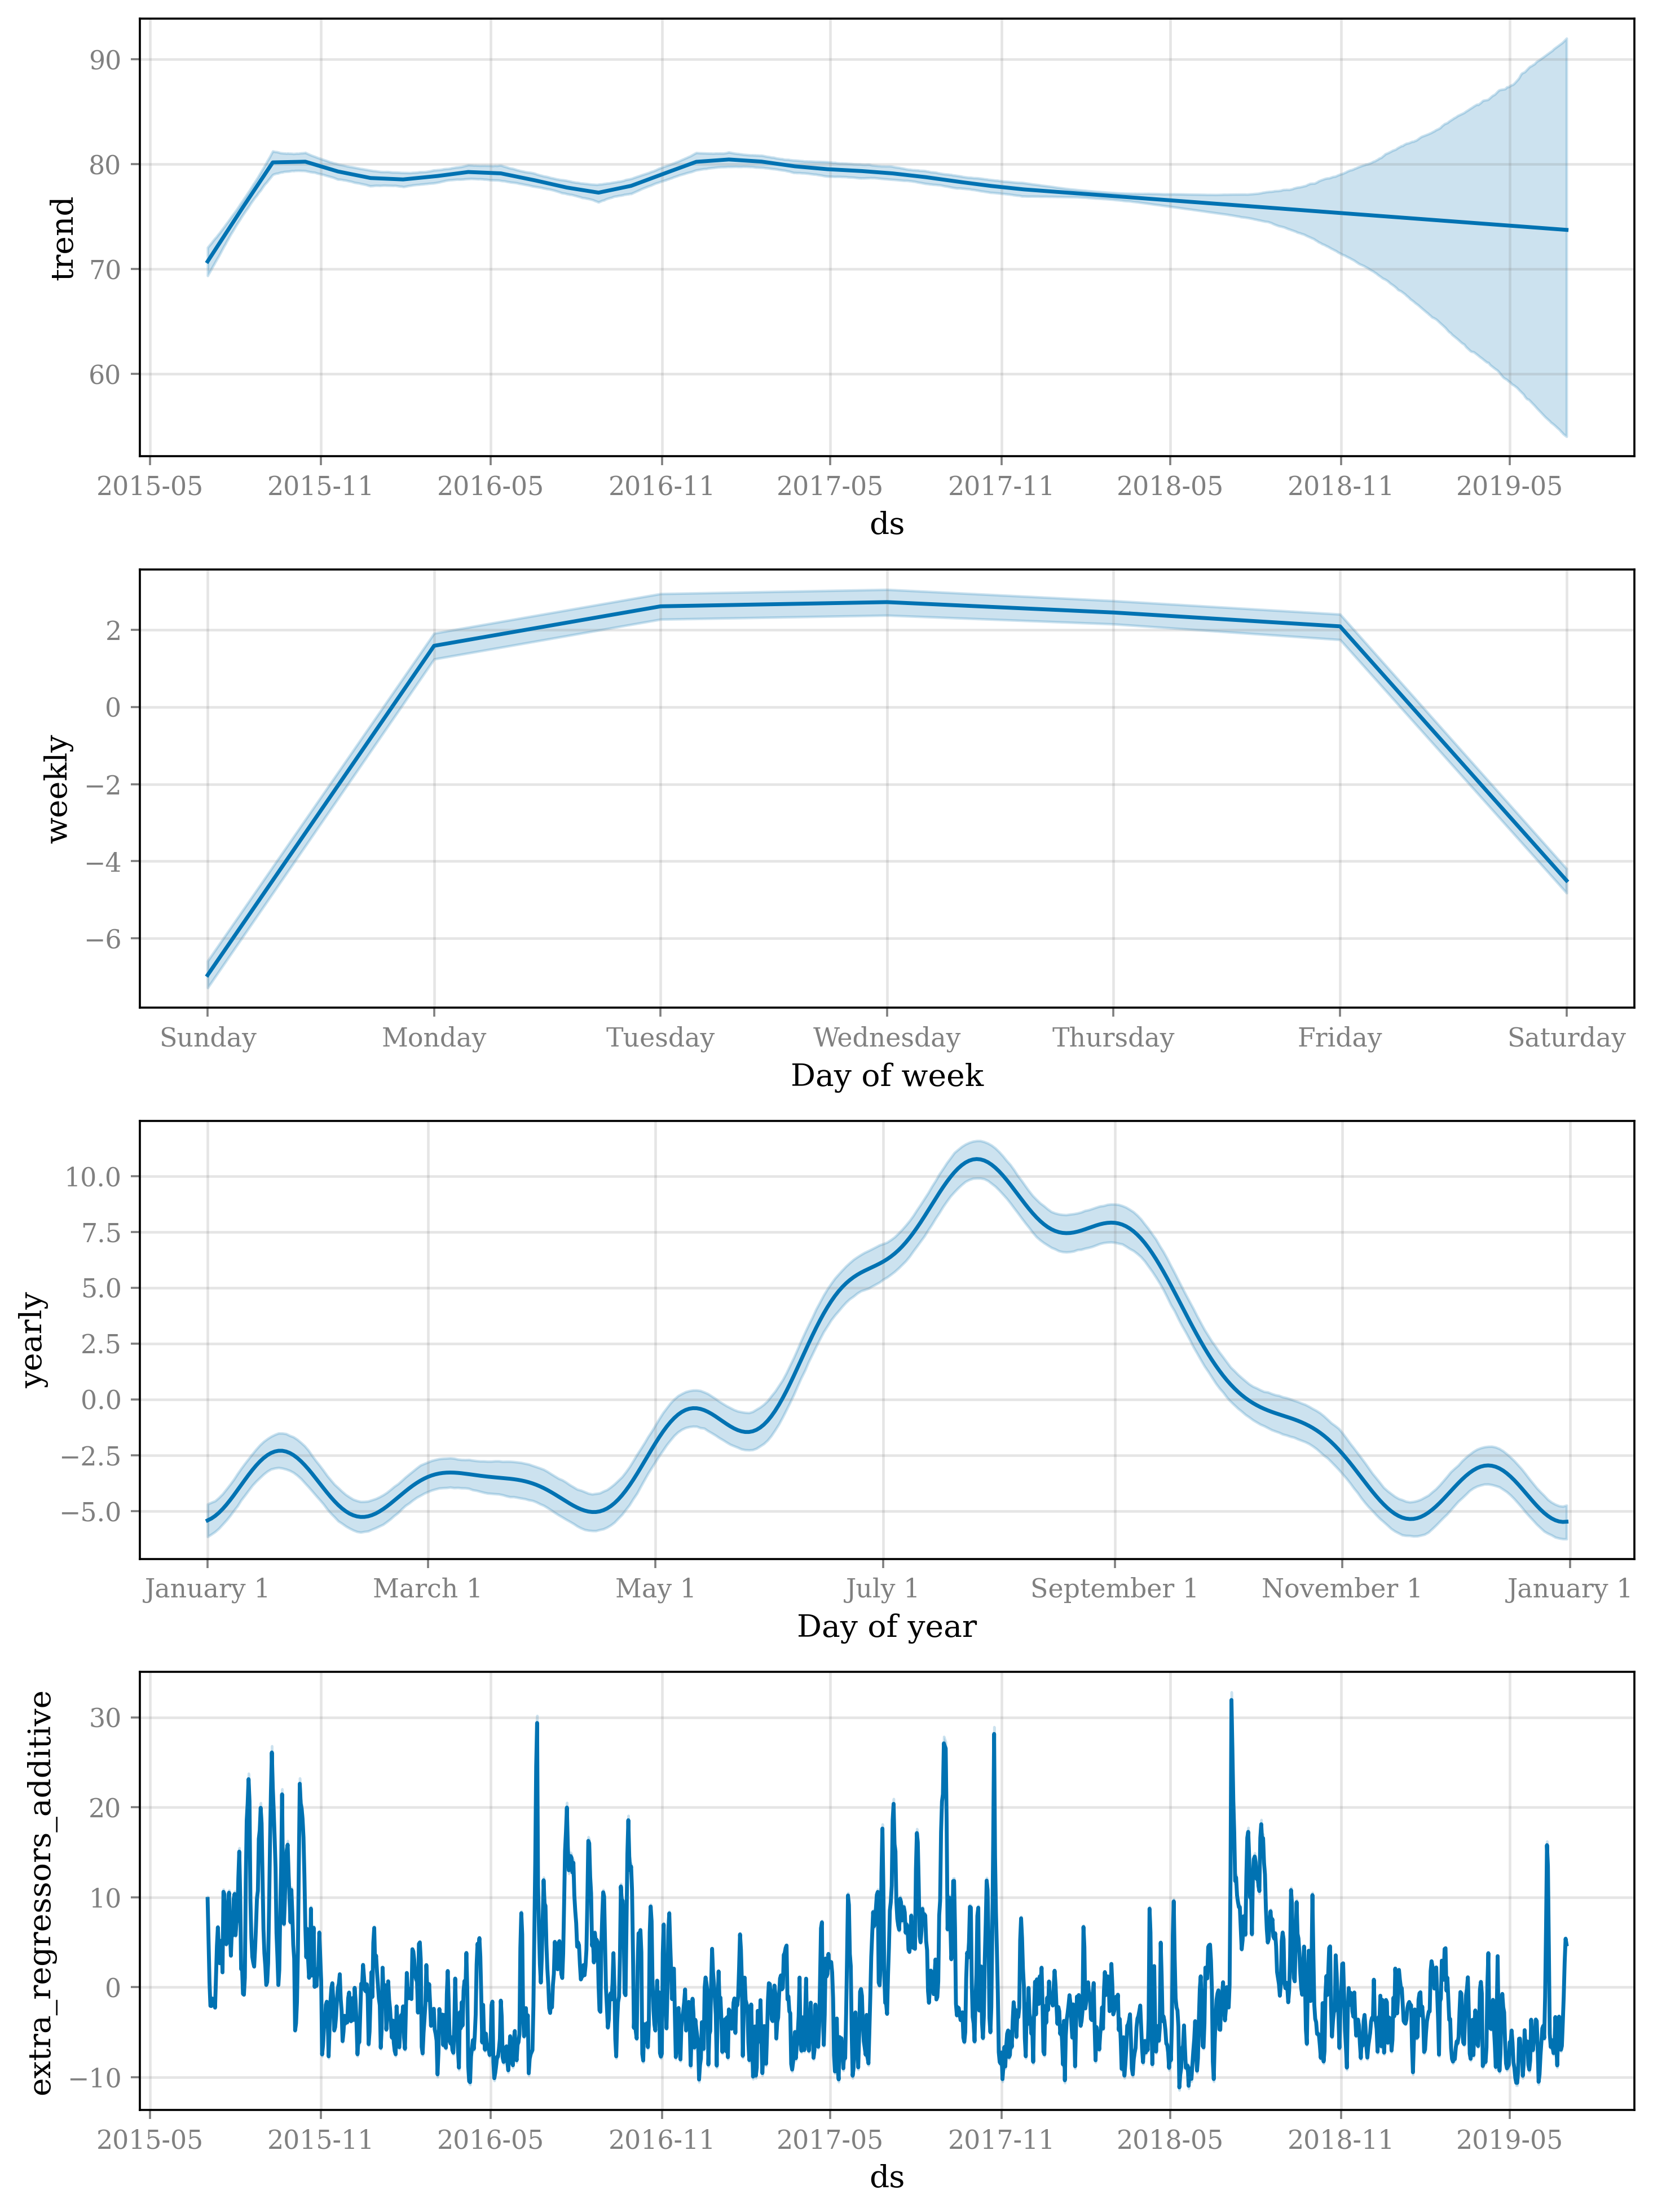 90
80
70
60
trend
2015-05 2015-11 2016-05 2016-11 2017-05 2017-11 2018-05 2018-11 2019-05
ds
2
0
−2
−4
−6
weekly
Sunday Monday Tuesday Wednesday Thursday Friday Saturday
Day of week
10.0
7.5
5.0
2.5
0.0
−2.5
−5.0
yearly
January 1 March 1 May 1 July 1 September 1 November 1 January 1
Day of year
30
20
10
0
−10
extra_regressors_additive
2015-05 2015-11 2016-05 2016-11 2017-05 2017-11 2018-05 2018-11 2019-05
ds